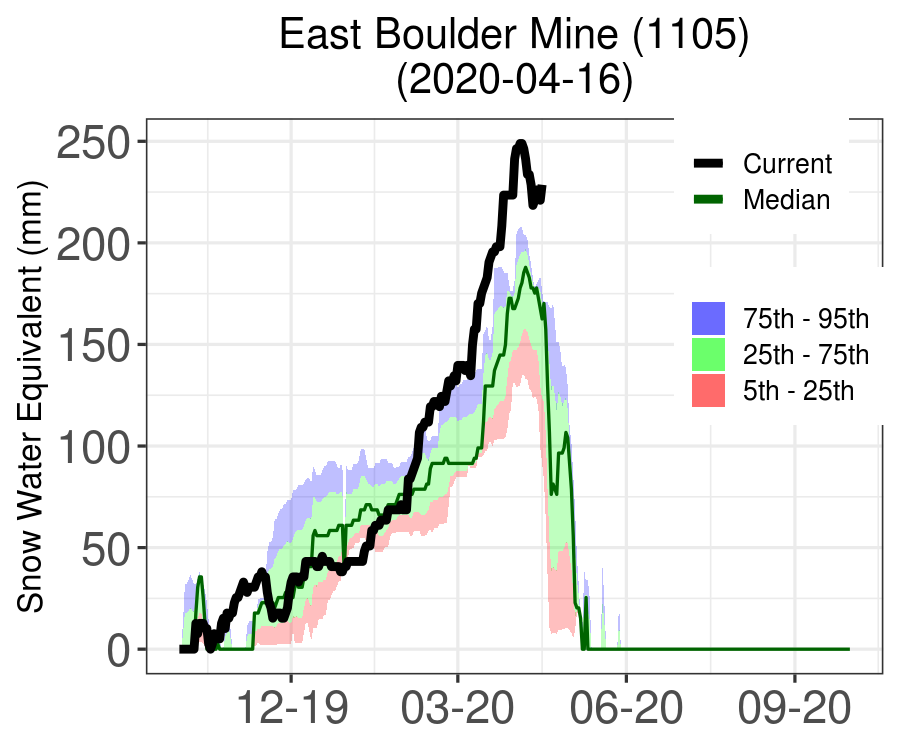 East Boulder Mine (1105)
(2020-04-16)
Snow Water Equivalent (mm)
250
200
150
100
50
0
12-19
03-20
06-20
09-20
Current
Median
75th - 95th
25th - 75th
5th - 25th